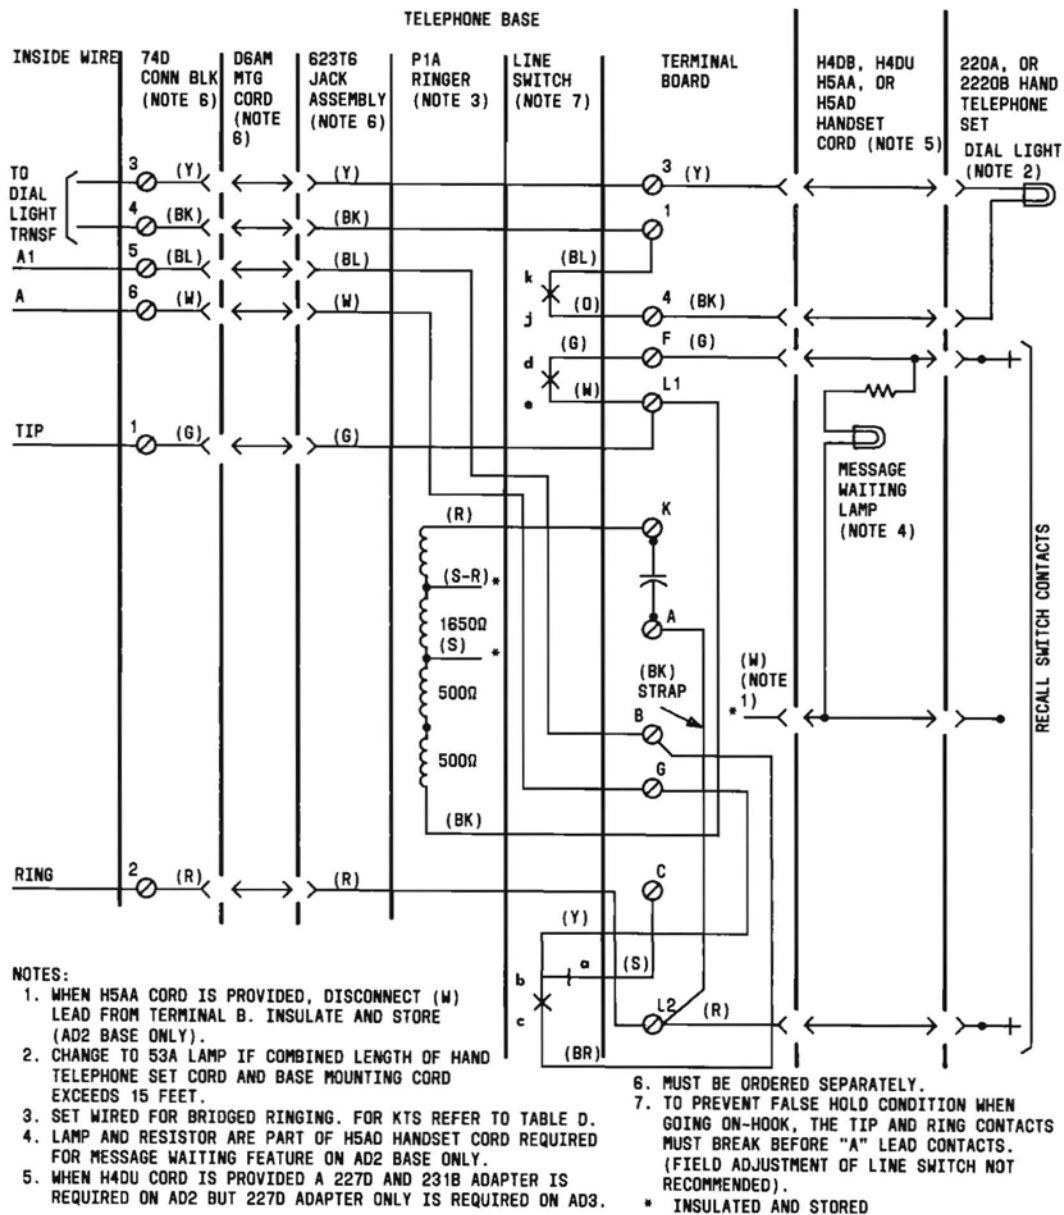 TELEPHONE BASE
INSIDE WIRE
74D
CONN BLK
(NOTE 6)
D6AM
MTG
CORD
(NOTE
6)
623T6
JACK
ASSEMBLY
(NOTE 6)
P1A
RINGER
(NOTE 3)
LINE
SWITCH
(NOTE 7)
TERMINAL
BOARD
H4DB, H4DU
H5AA, OR
H5AD
HANDSET
CORD (NOTE 5)
220A, OR
2220B HAND
TELEPHONE
SET
DIAL LIGHT
(NOTE 2)
TO
DIAL
LIGHT
TRNSF
3 (Y) (Y) 3 (Y)
4 (BK) (BK) 1
A1 5 (BL) (BL) (BL)
k
A 6 (W) (W) j (O) 4 (BK)
d (G) F (G)
e (W) L1
TIP 1 (G) (G)
MESSAGE
WAITING
LAMP
(NOTE 4)
RECALL SWITCH CONTACTS
(R) K
(S-R) *
1650Ω
(S) *
A
500Ω
(BK)
STRAP
(W)
(NOTE
1)
*
B
500Ω
G
(BK)
RING 2 (R) (R) C
(Y)
b a (S)
c
L2 (R)
(BR)
NOTES:
1. WHEN H5AA CORD IS PROVIDED, DISCONNECT (W)
LEAD FROM TERMINAL B. INSULATE AND STORE
(AD2 BASE ONLY).
2. CHANGE TO 53A LAMP IF COMBINED LENGTH OF HAND
TELEPHONE SET CORD AND BASE MOUNTING CORD
EXCEEDS 15 FEET.
3. SET WIRED FOR BRIDGED RINGING. FOR KTS REFER TO TABLE D.
4. LAMP AND RESISTOR ARE PART OF H5AD HANDSET CORD REQUIRED
FOR MESSAGE WAITING FEATURE ON AD2 BASE ONLY.
5. WHEN H4DU CORD IS PROVIDED A 227D AND 231B ADAPTER IS
REQUIRED ON AD2 BUT 227D ADAPTER ONLY IS REQUIRED ON AD3.
6. MUST BE ORDERED SEPARATELY.
7. TO PREVENT FALSE HOLD CONDITION WHEN
GOING ON-HOOK, THE TIP AND RING CONTACTS
MUST BREAK BEFORE "A" LEAD CONTACTS.
(FIELD ADJUSTMENT OF LINE SWITCH NOT
RECOMMENDED).
* INSULATED AND STORED